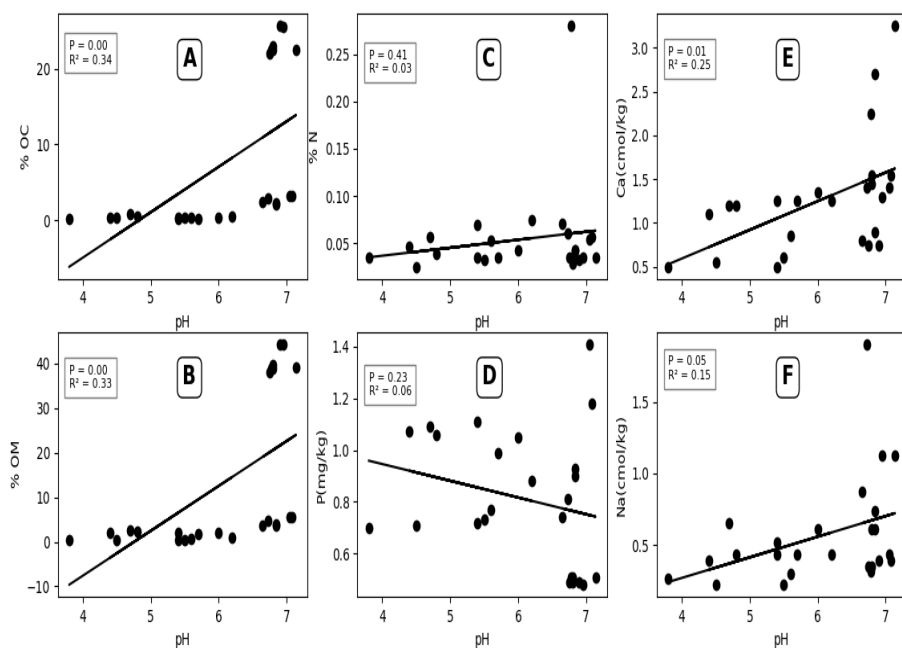 P = 0.00
R² = 0.34
A
% OC
20
10
0
4 5 6 7
pH
P = 0.41
R² = 0.03
C
% N
0.25
0.20
0.15
0.10
0.05
4 5 6 7
pH
P = 0.01
R² = 0.25
E
Ca(cmol/kg)
3.0
2.5
2.0
1.5
1.0
0.5
4 5 6 7
pH
P = 0.00
R² = 0.33
B
% OM
40
30
20
10
0
−10
4 5 6 7
pH
P = 0.23
R² = 0.06
D
P(mg/kg)
1.4
1.2
1.0
0.8
0.6
4 5 6 7
pH
P = 0.05
R² = 0.15
F
Na(cmol/kg)
1.5
1.0
0.5
4 5 6 7
pH